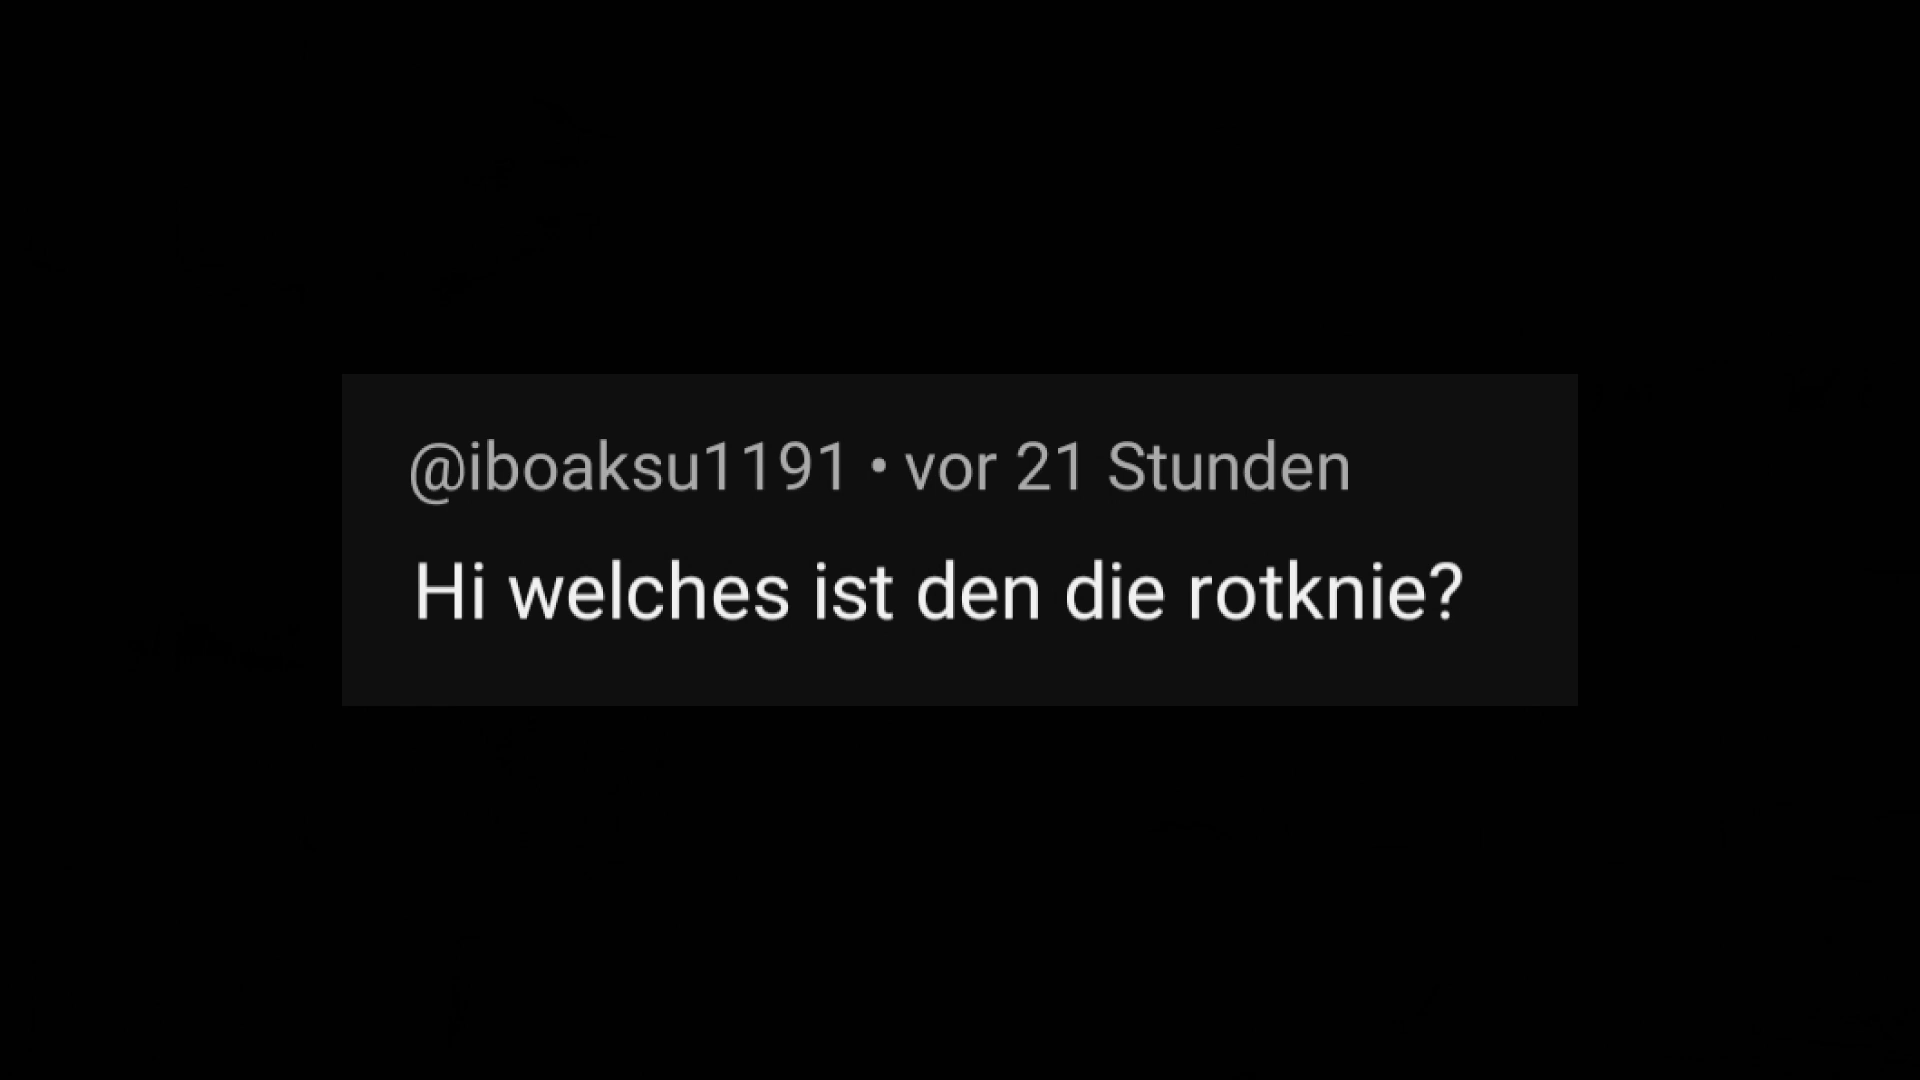 @iboaksu1191 • vor 21 Stunden
Hi welches ist den die rotknie?